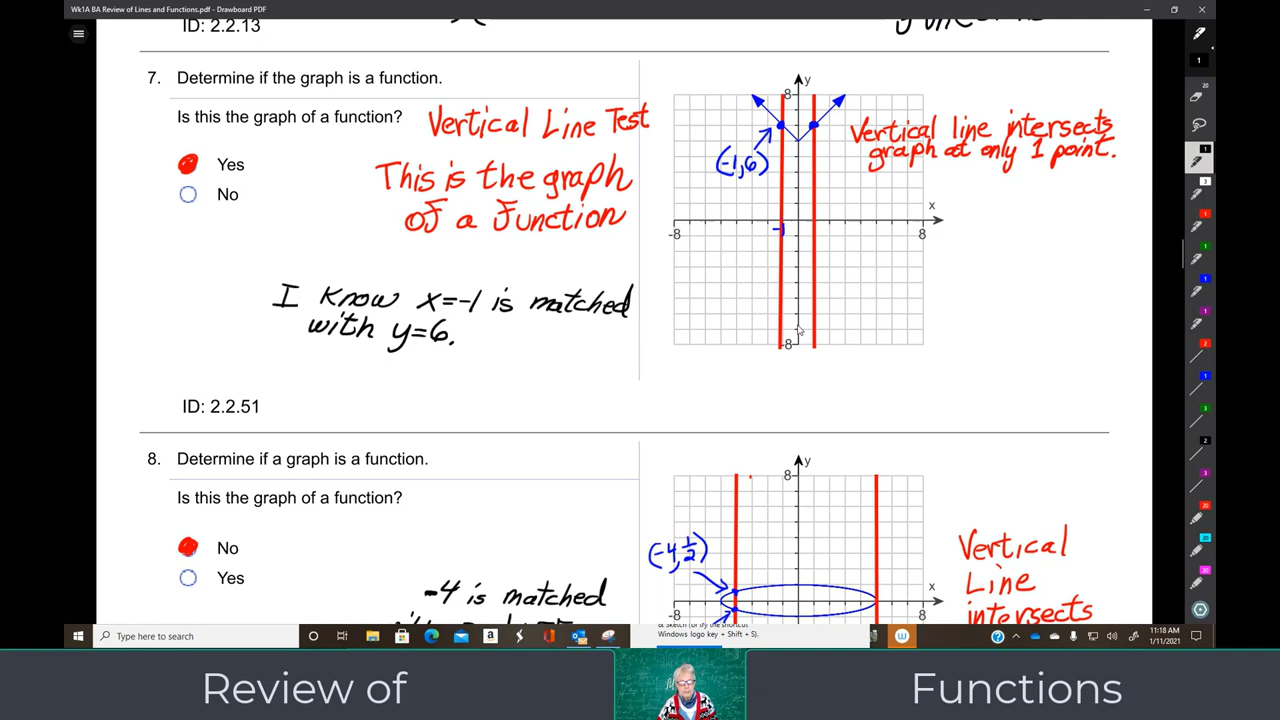 Wk1A BA Review of Lines and Functions.pdf - Drawboard PDF
ID: 2.2.13
7. Determine if the graph is a function.
Is this the graph of a function?
Yes
No
Vertical Line Test
This is the graph
of a function
I know x=-1 is matched
with y=6.
ID: 2.2.51
y
8
(-1,6)
-1
x
-8
8
-8
Vertical line intersects
graph at only 1 point.
8. Determine if a graph is a function.
Is this the graph of a function?
No
Yes
-4 is matched
y
8
(-4,1/2)
x
-8
8
Vertical
Line
intersects
Type here to search
Windows logo key + Shift + S).
11:18 AM
1/11/2021
Review of
Functions